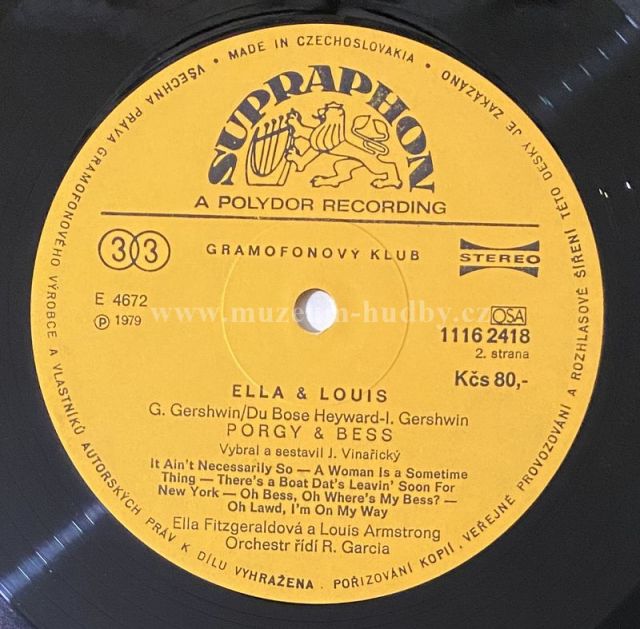 VŠECHNA PRÁVA GRAMOFONOVÉHO VÝROBCE A VLASTNÍKŮ AUTORSKÝCH PRÁV K DÍLU VYHRAŽENA. POŘIZOVÁNÍ KOPIÍ, VEŘEJNÉ PROVOZOVÁNÍ A ROZHLASOVÉ ŠÍŘENÍ TÉTO DESKY JE ZAKÁZÁNO
• MADE IN CZECHOSLOVAKIA •
SUPRAPHON
A POLYDOR RECORDING
33
GRAMOFONOVÝ KLUB
STEREO
E 4672
℗ 1979
www.muzeum-hudby.cz
OSA
1116 2418
2. strana
Kčs 80,-
ELLA & LOUIS
G. Gershwin/Du Bose Heyward-I. Gershwin
PORGY & BESS
Vybral a sestavil J. Vinařický
It Ain't Necessarily So — A Woman Is a Sometime
Thing — There's a Boat Dat's Leavin' Soon For
New York — Oh Bess, Oh Where's My Bess? —
Oh Lawd, I'm On My Way
Ella Fitzgeraldová a Louis Armstrong
Orchestr řídí R. Garcia